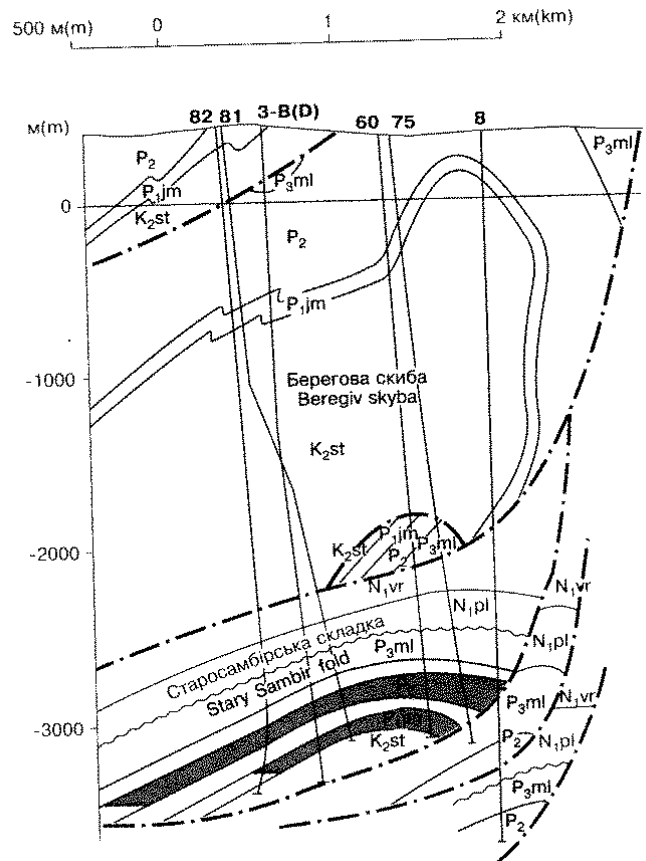 500 м(m) 0 1 2 км(km)
82 81 3-В(D) 60 75 8
м(m)
P₂
P₃ml
P₁jm
P₃ml
K₂st
0
P₂
P₁jm
-1000
Берегова скиба
Beregiv skyba
K₂st
-2000
K₂st
P₁jm
P₂
P₃ml
N₁vr
N₁vr
N₁pl
Старосамбірська складка
N₁pl
P₃ml
Stary Sambir fold
P₃ml
N₁vr
-3000
K₂st
P₂
N₁pl
P₃ml
P₂